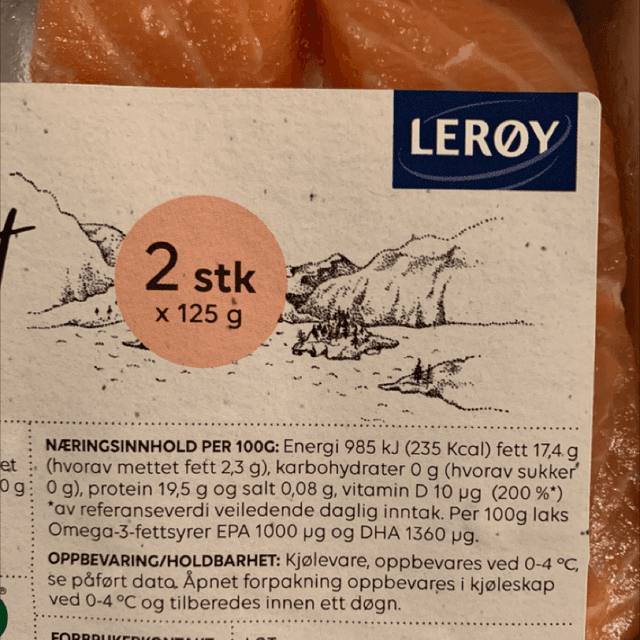 LERØY
2 stk
x 125 g
NÆRINGSINNHOLD PER 100G: Energi 985 kJ (235 Kcal) fett 17,4 g
(hvorav mettet fett 2,3 g), karbohydrater 0 g (hvorav sukker
0 g), protein 19,5 g og salt 0,08 g, vitamin D 10 µg (200 %*)
*av referanseverdi veiledende daglig inntak. Per 100g laks
Omega-3-fettsyrer EPA 1000 µg og DHA 1360 µg.
OPPBEVARING/HOLDBARHET: Kjølevare, oppbevares ved 0-4 ºC,
se påført data. Åpnet forpakning oppbevares i kjøleskap
ved 0-4 ºC og tilberedes innen ett døgn.